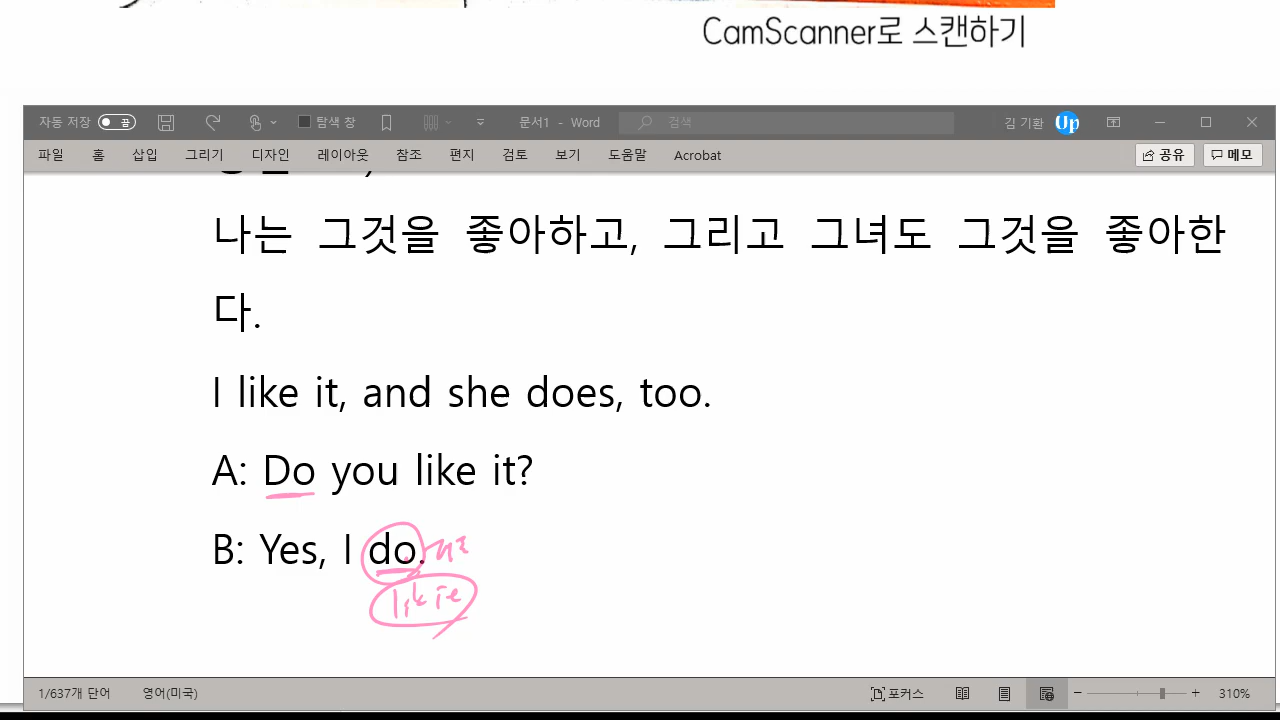 CamScanner로 스캔하기
자동 저장 끔 탐색 창 문서1 - Word 검색 김 기환 Up
파일 홈 삽입 그리기 디자인 레이아웃 참조 편지 검토 보기 도움말 Acrobat 공유 메모
나는 그것을 좋아하고, 그리고 그녀도 그것을 좋아한
다.
I like it, and she does, too.
A: Do you like it?
B: Yes, I do.
1/637개 단어 영어(미국) 포커스 310%